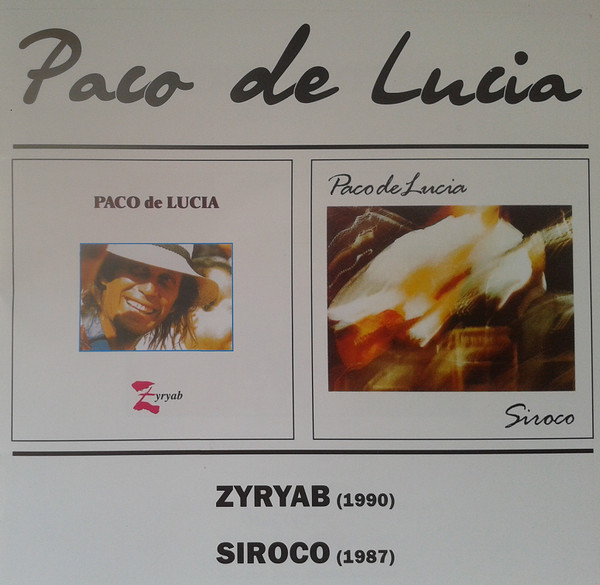 Paco de Lucia
PACO de LUCIA
Zyryab
Paco de Lucia
Siroco
ZYRYAB (1990)
SIROCO (1987)